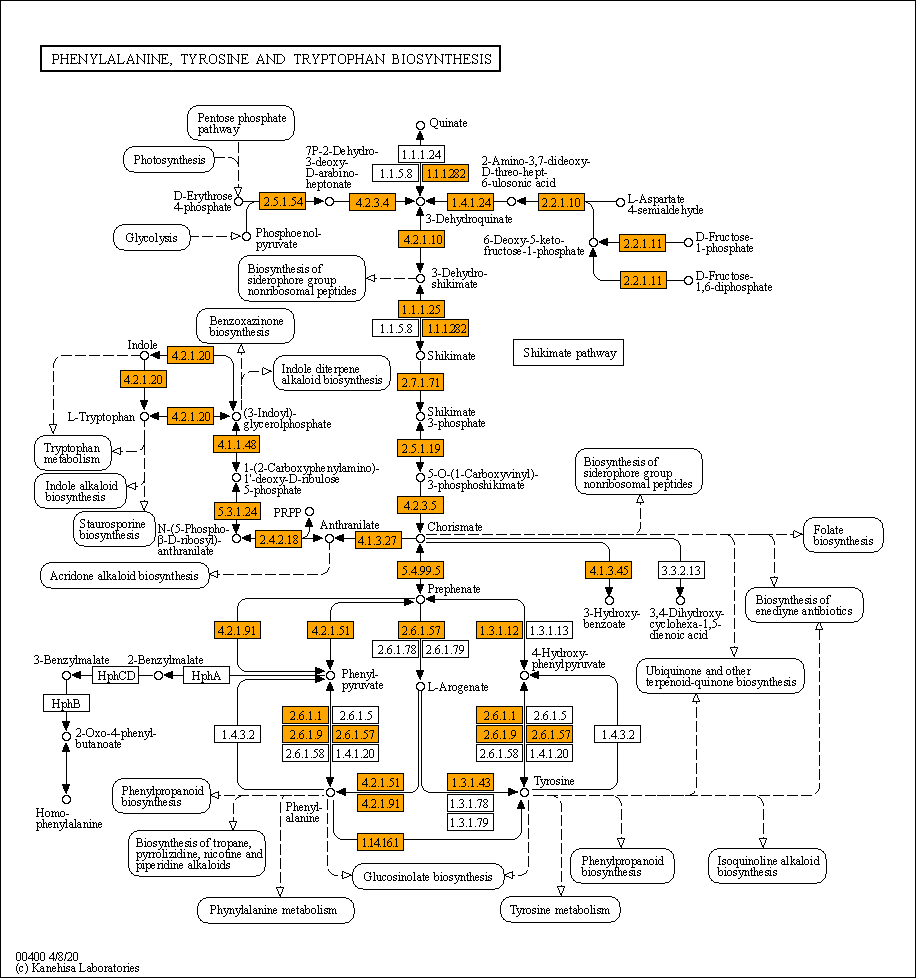 PHENYLALANINE, TYROSINE AND TRYPTOPHAN BIOSYNTHESIS
Pentose phosphate
pathway
Photosynthesis
Glycolysis
D-Erythrose
4-phosphate
Phosphoenol-
pyruvate
2.5.1.54
7P-2-Dehydro-
3-deoxy-
D-arabino-
heptonate
4.2.3.4
Quinate
1.1.1.24
1.1.5.8
1.1.1.282
3-Dehydroquinate
1.4.1.24
2-Amino-3,7-dideoxy-
D-threo-hept-
6-ulosonic acid
2.2.1.10
L-Aspartate
4-semialdehyde
6-Deoxy-5-keto-
fructose-1-phosphate
2.2.1.11
D-Fructose-
1-phosphate
2.2.1.11
D-Fructose-
1,6-diphosphate
4.2.1.10
Biosynthesis of
siderophore group
nonribosomal peptides
3-Dehydro-
shikimate
1.1.1.25
1.1.5.8
1.1.1.282
Shikimate
Shikimate pathway
2.7.1.71
Shikimate
3-phosphate
2.5.1.19
5-O-(1-Carboxyvinyl)-
3-phosphoshikimate
4.2.3.5
Chorismate
Benzoxazinone
biosynthesis
Indole
4.2.1.20
4.2.1.20
Indole diterpene
alkaloid biosynthesis
L-Tryptophan
4.2.1.20
(3-Indoyl)-
glycerolphosphate
Tryptophan
metabolism
4.1.1.48
Indole alkaloid
biosynthesis
1-(2-Carboxyphenylamino)-
1'-deoxy-D-ribulose
5-phosphate
Staurosporine
biosynthesis
5.3.1.24
PRPP
N-(5-Phospho-
β-D-ribosyl)-
anthranilate
2.4.2.18
Anthranilate
4.1.3.27
Acridone alkaloid biosynthesis
Biosynthesis of
siderophore group
nonribosomal peptides
Folate
biosynthesis
5.4.99.5
4.1.3.45
3.3.2.13
Prephenate
3-Hydroxy-
benzoate
3,4-Dihydroxy-
cyclohexa-1,5-
dienoic acid
Biosynthesis of
enediyne antibiotics
4.2.1.91
4.2.1.51
2.6.1.57
2.6.1.78
2.6.1.79
1.3.1.12
1.3.1.13
Ubiquinone and other
terpenoid-quinone biosynthesis
3-Benzylmalate
2-Benzylmalate
HphCD
HphA
HphB
2-Oxo-4-phenyl-
butanoate
Homo-
phenylalanine
Phenyl-
pyruvate
L-Arogenate
4-Hydroxy-
phenylpyruvate
1.4.3.2
2.6.1.1
2.6.1.5
2.6.1.9
2.6.1.57
2.6.1.58
1.4.1.20
2.6.1.1
2.6.1.5
2.6.1.9
2.6.1.57
2.6.1.58
1.4.1.20
1.4.3.2
Phenylpropanoid
biosynthesis
Phenyl-
alanine
4.2.1.51
4.2.1.91
1.3.1.43
1.3.1.78
1.3.1.79
Tyrosine
1.14.16.1
Biosynthesis of tropane,
pyrrolizidine, nicotine and
piperidine alkaloids
Glucosinolate biosynthesis
Phenylpropanoid
biosynthesis
Isoquinoline alkaloid
biosynthesis
Phynylalanine metabolism
Tyrosine metabolism
00400 4/8/20
(c) Kanehisa Laboratories